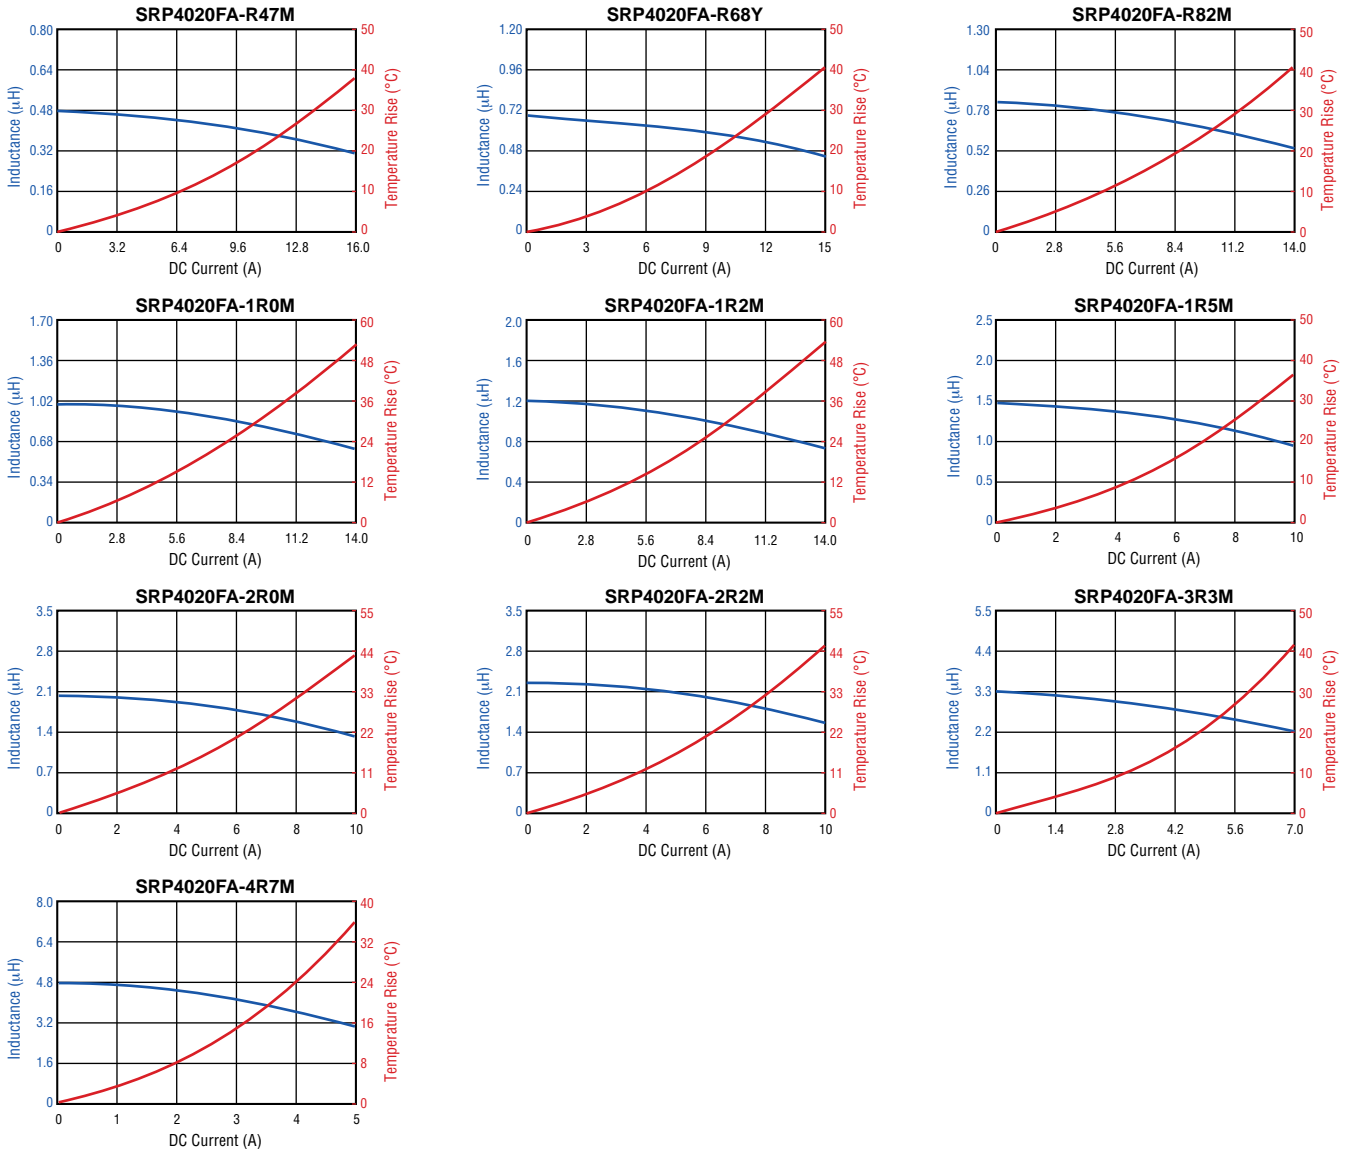 SRP4020FA-R47M
0.80
0.64
0.48
0.32
0.16
0
Inductance (μH)
50
40
30
20
10
0
Temperature Rise (°C)
0 3.2 6.4 9.6 12.8 16.0
DC Current (A)
SRP4020FA-R68Y
1.20
0.96
0.72
0.48
0.24
0
Inductance (μH)
50
40
30
20
10
0
Temperature Rise (°C)
0 3 6 9 12 15
DC Current (A)
SRP4020FA-R82M
1.30
1.04
0.78
0.52
0.26
0
Inductance (μH)
50
40
30
20
10
0
Temperature Rise (°C)
0 2.8 5.6 8.4 11.2 14.0
DC Current (A)
SRP4020FA-1R0M
1.70
1.36
1.02
0.68
0.34
0
Inductance (μH)
60
48
36
24
12
0
Temperature Rise (°C)
0 2.8 5.6 8.4 11.2 14.0
DC Current (A)
SRP4020FA-1R2M
2.0
1.6
1.2
0.8
0.4
0
Inductance (μH)
60
48
36
24
12
0
Temperature Rise (°C)
0 2.8 5.6 8.4 11.2 14.0
DC Current (A)
SRP4020FA-1R5M
2.5
2.0
1.5
1.0
0.5
0
Inductance (μH)
50
40
30
20
10
0
Temperature Rise (°C)
0 2 4 6 8 10
DC Current (A)
SRP4020FA-2R0M
3.5
2.8
2.1
1.4
0.7
0
Inductance (μH)
55
44
33
22
11
0
Temperature Rise (°C)
0 2 4 6 8 10
DC Current (A)
SRP4020FA-2R2M
3.5
2.8
2.1
1.4
0.7
0
Inductance (μH)
55
44
33
22
11
0
Temperature Rise (°C)
0 2 4 6 8 10
DC Current (A)
SRP4020FA-3R3M
5.5
4.4
3.3
2.2
1.1
0
Inductance (μH)
50
40
30
20
10
0
Temperature Rise (°C)
0 1.4 2.8 4.2 5.6 7.0
DC Current (A)
SRP4020FA-4R7M
8.0
6.4
4.8
3.2
1.6
0
Inductance (μH)
40
32
24
16
8
0
Temperature Rise (°C)
0 1 2 3 4 5
DC Current (A)